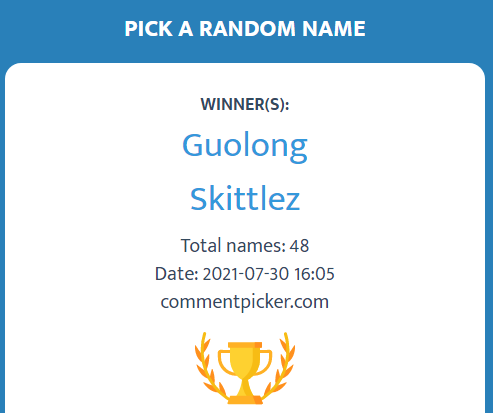 PICK A RANDOM NAME
WINNER(S):
Guolong
Skittlez
Total names: 48
Date: 2021-07-30 16:05
commentpicker.com